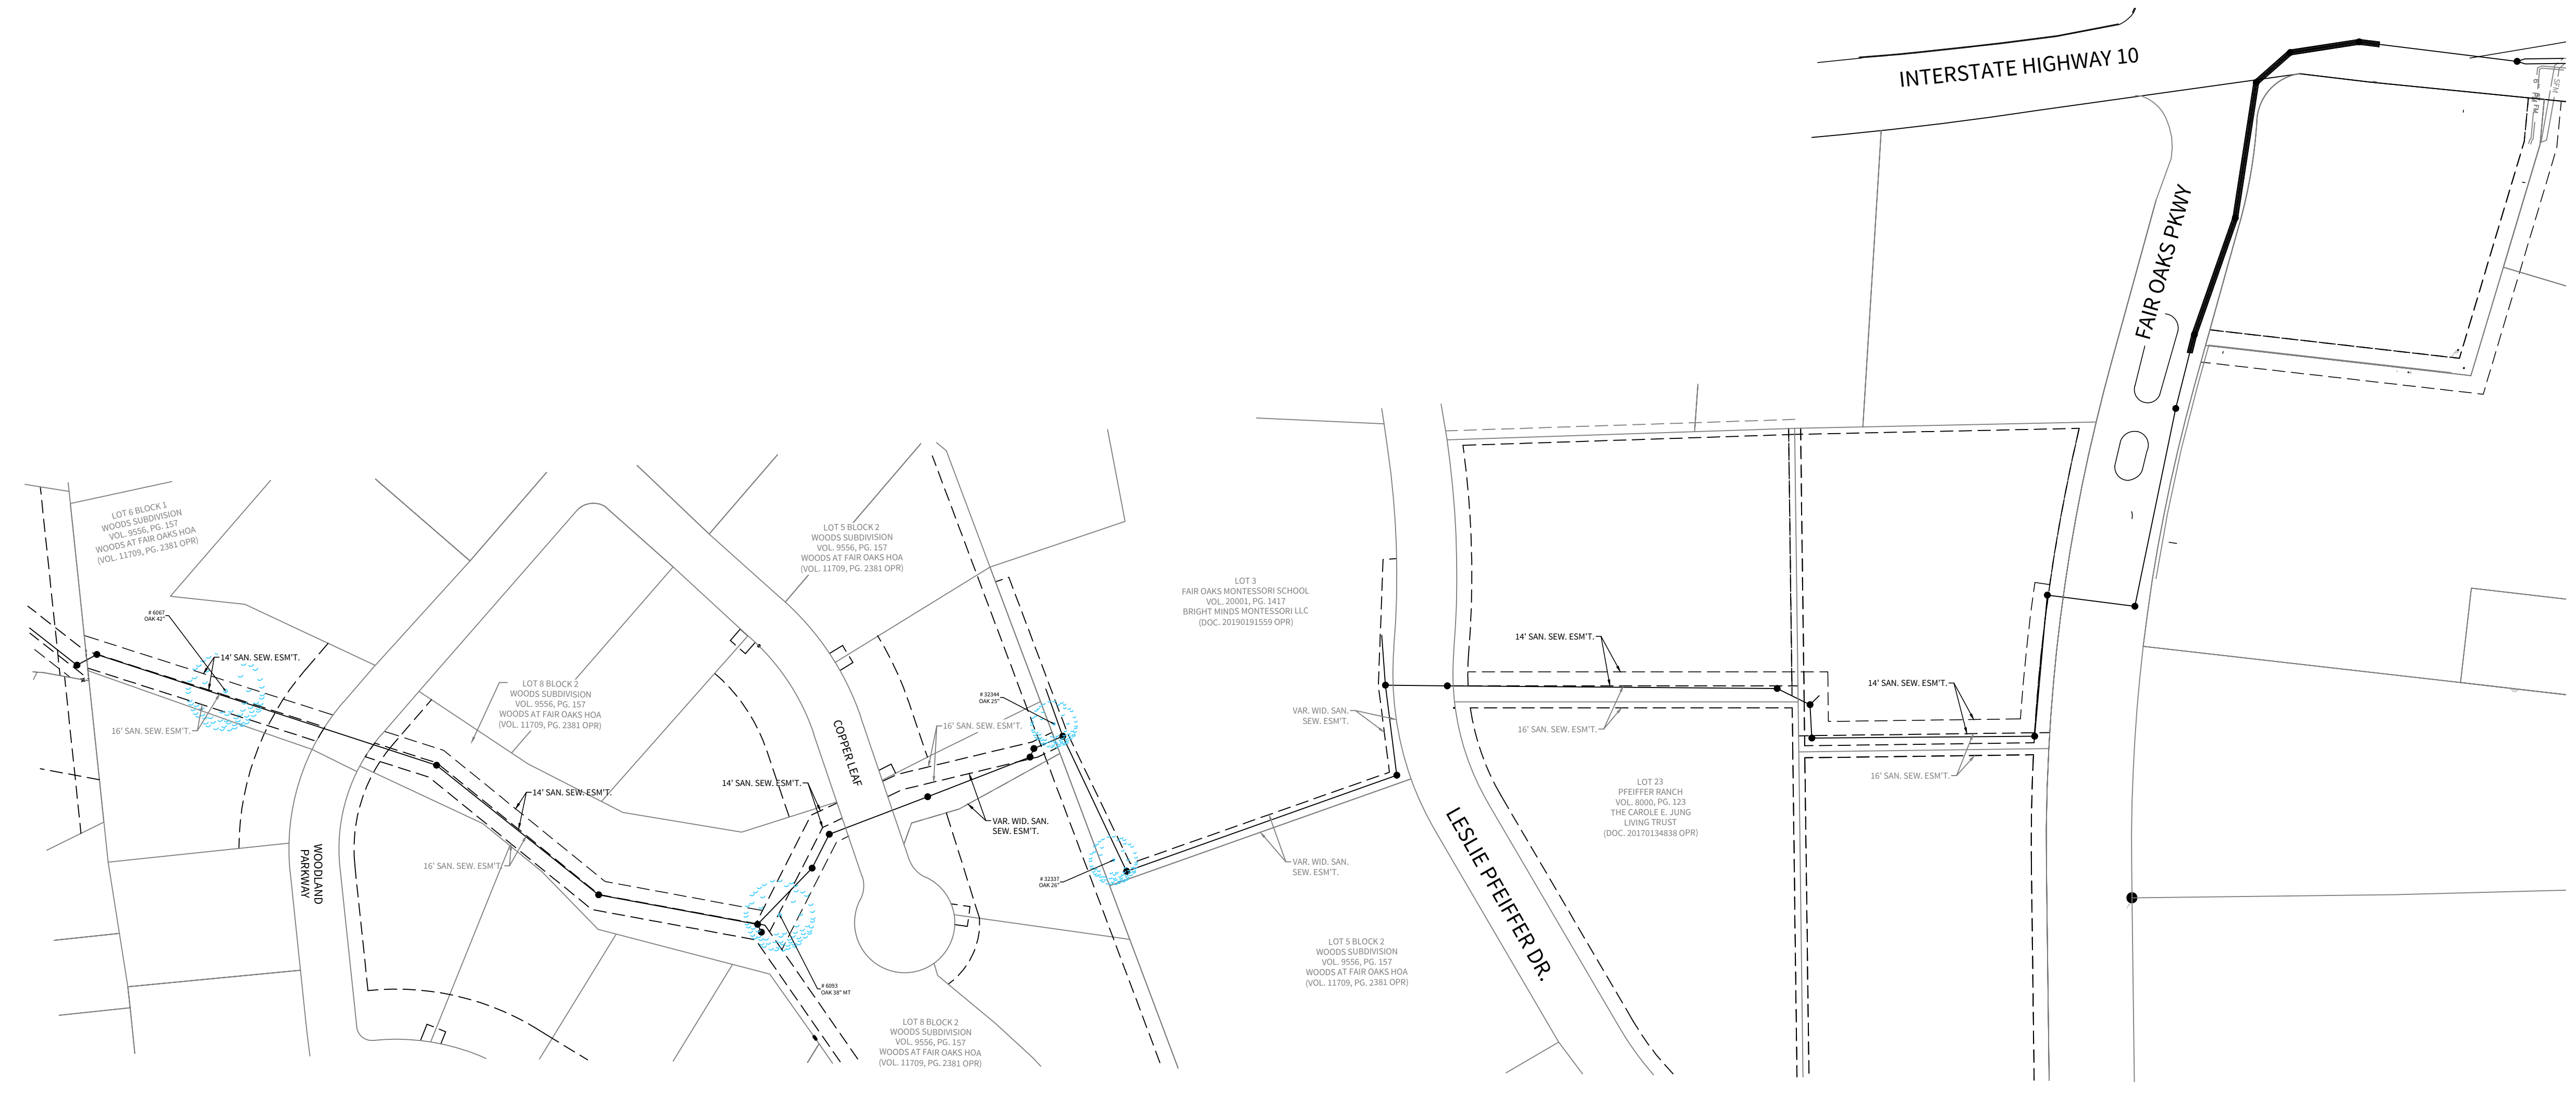 INTERSTATE HIGHWAY 10
SFM
FAIR OAKS PKWY
LOT 6 BLOCK 1
WOODS SUBDIVISION
VOL. 9556, PG. 157
WOODS AT FAIR OAKS HOA
(VOL. 11709, PG. 2381 OPR)
LOT 5 BLOCK 2
WOODS SUBDIVISION
VOL. 9556, PG. 157
WOODS AT FAIR OAKS HOA
(VOL. 11709, PG. 2381 OPR)
LOT 3
FAIR OAKS MONTESSORI SCHOOL
VOL. 20001, PG. 1417
BRIGHT MINDS MONTESSORI LLC
(DOC. 20190191559 OPR)
# 6067
OAK 42"
14' SAN. SEW. ESM'T.
16' SAN. SEW. ESM'T.
LOT 8 BLOCK 2
WOODS SUBDIVISION
VOL. 9556, PG. 157
WOODS AT FAIR OAKS HOA
(VOL. 11709, PG. 2381 OPR)
# 32344
OAK 25"
16' SAN. SEW. ESM'T.
COPPER LEAF
14' SAN. SEW. ESM'T.
14' SAN. SEW. ESM'T.
VAR. WID. SAN.
SEW. ESM'T.
16' SAN. SEW. ESM'T.
WOODLAND
PARKWAY
# 32337
OAK 26"
# 6093
OAK 38" MT
LOT 8 BLOCK 2
WOODS SUBDIVISION
VOL. 9556, PG. 157
WOODS AT FAIR OAKS HOA
(VOL. 11709, PG. 2381 OPR)
VAR. WID. SAN.
SEW. ESM'T.
VAR. WID. SAN.
SEW. ESM'T.
LOT 5 BLOCK 2
WOODS SUBDIVISION
VOL. 9556, PG. 157
WOODS AT FAIR OAKS HOA
(VOL. 11709, PG. 2381 OPR)
LESLIE PFEIFFER DR.
14' SAN. SEW. ESM'T.
16' SAN. SEW. ESM'T.
14' SAN. SEW. ESM'T.
16' SAN. SEW. ESM'T.
LOT 23
PFEIFFER RANCH
VOL. 8000, PG. 123
THE CAROLE E. JUNG
LIVING TRUST
(DOC. 20170134838 OPR)